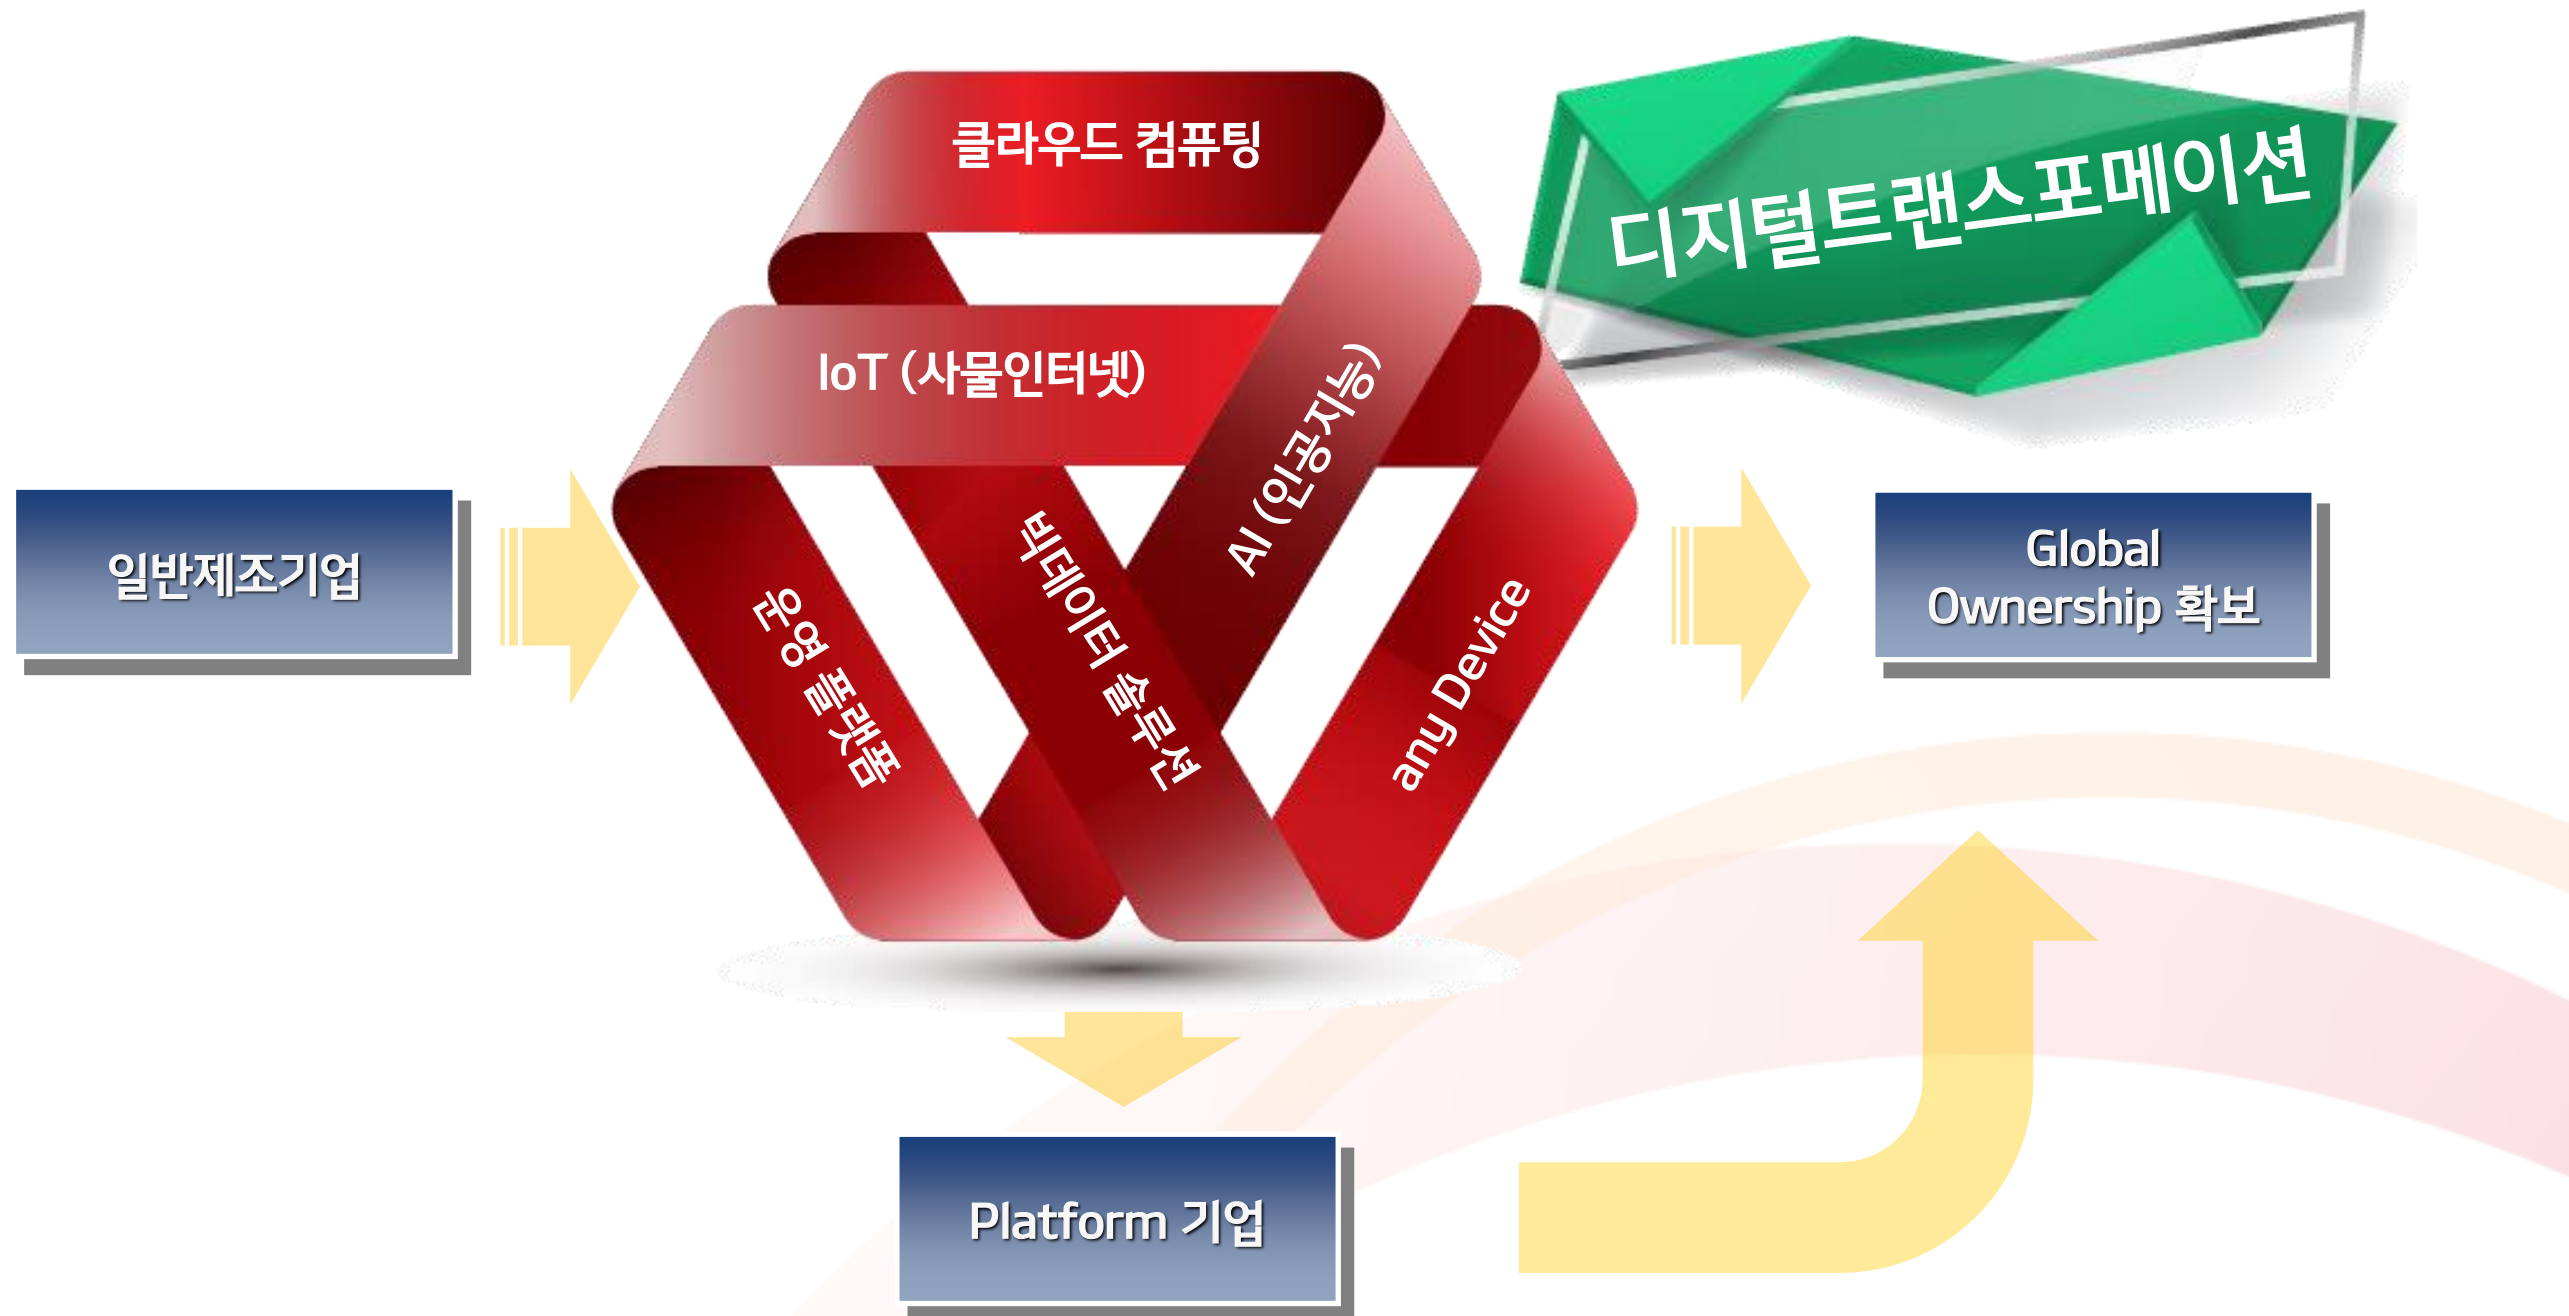 클라우드 컴퓨팅
디지털트랜스포메이션
IoT (사물인터넷)
AI (인공지능)
일반제조기업
운영 플랫폼
빅데이터 솔루션
any Device
Global
Ownership 확보
Platform 기업